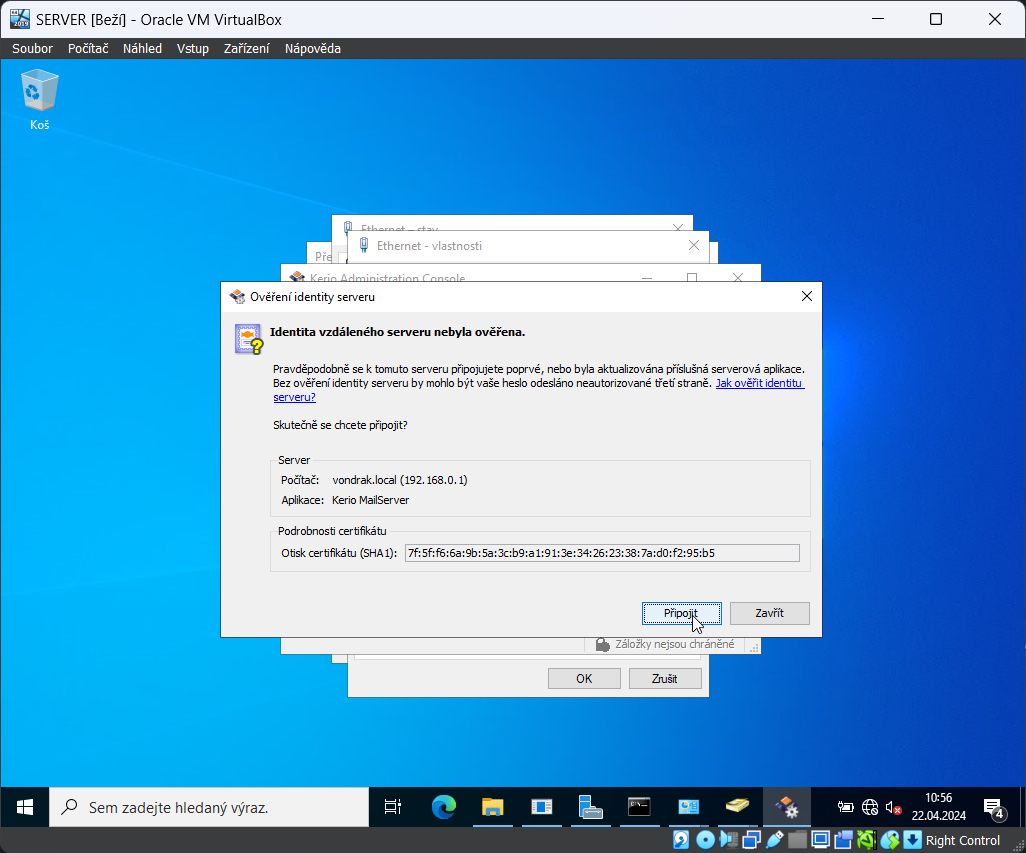 SERVER [Beží] - Oracle VM VirtualBox
Soubor Počítač Náhled Vstup Zařízení Nápověda
Koš
Ethernet – stav
Ethernet - vlastnosti
Pře
Kerio Administration Console
Ověření identity serveru
Identita vzdáleného serveru nebyla ověřena.
Pravděpodobně se k tomuto serveru připojujete poprvé, nebo byla aktualizována příslušná serverová aplikace.
Bez ověření identity serveru by mohlo být vaše heslo odesláno neautorizované třetí straně. Jak ověřit identitu
serveru?
Skutečně se chcete připojit?
Server
Počítač: vondrak.local (192.168.0.1)
Aplikace: Kerio MailServer
Podrobnosti certifikátu
Otisk certifikátu (SHA1): 7f:5f:f6:6a:9b:5a:3c:b9:a1:91:3e:34:26:23:38:7a:d0:f2:95:b5
Připojit Zavřít
Záložky nejsou chráněné
OK Zrušit
Sem zadejte hledaný výraz.
10:56
22.04.2024
4
Right Control